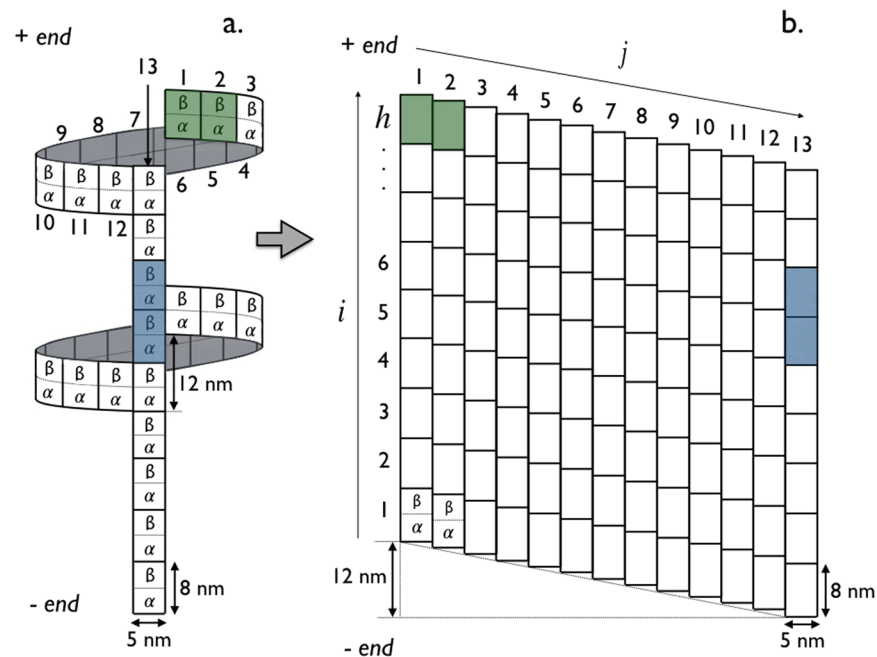 a.
+ end
13
1 2 3
β β β
α α α
9 8 7
6 5 4
β β β β
α α α α
10 11 12
β
α
β
α
β β β
α α α
β
α
β β β β
α α α α
12 nm
β
α
β
α
β
α
β
α
8 nm
- end
5 nm
b.
+ end
j
1 2 3 4 5 6 7 8 9 10 11 12 13
h
.
.
.
i
6
5
4
3
2
1
β β
α α
12 nm
8 nm
- end
5 nm